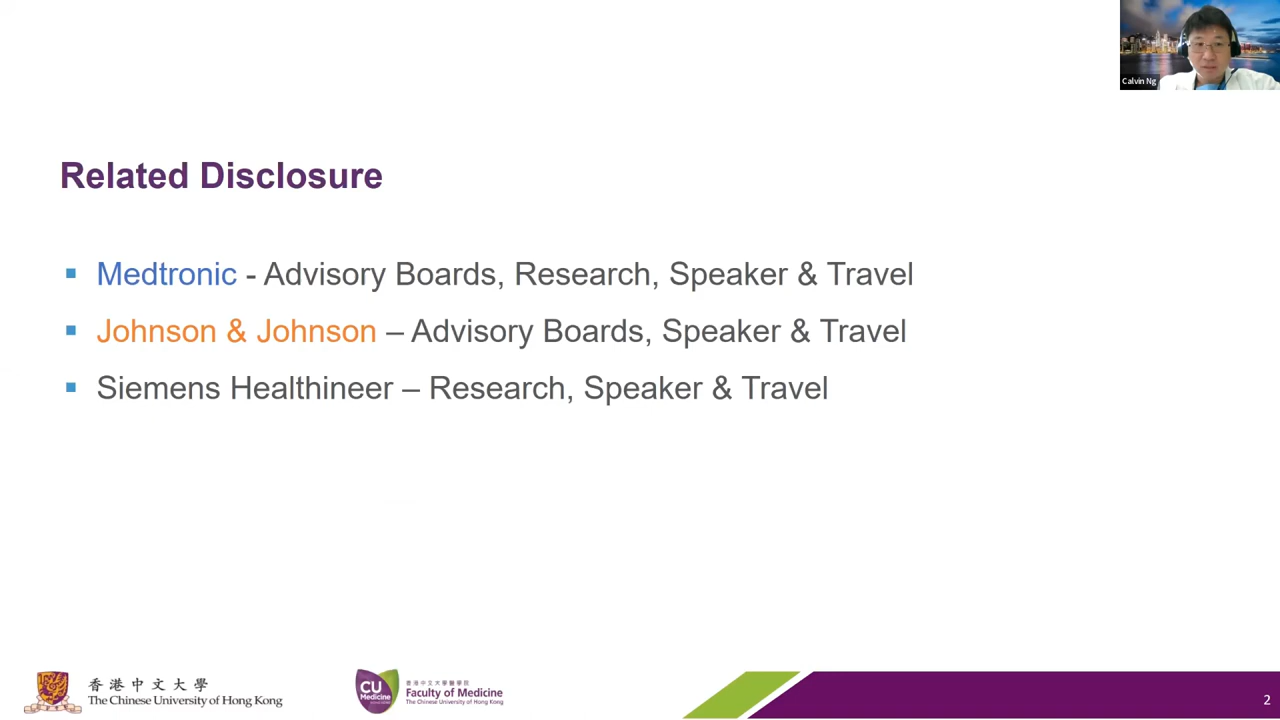 Calvin Ng
Related Disclosure
▪ Medtronic - Advisory Boards, Research, Speaker & Travel
▪ Johnson & Johnson – Advisory Boards, Speaker & Travel
▪ Siemens Healthineer – Research, Speaker & Travel
香港中文大學
The Chinese University of Hong Kong
CU
Medicine
香港中文大學醫學院
Faculty of Medicine
The Chinese University of Hong Kong
2